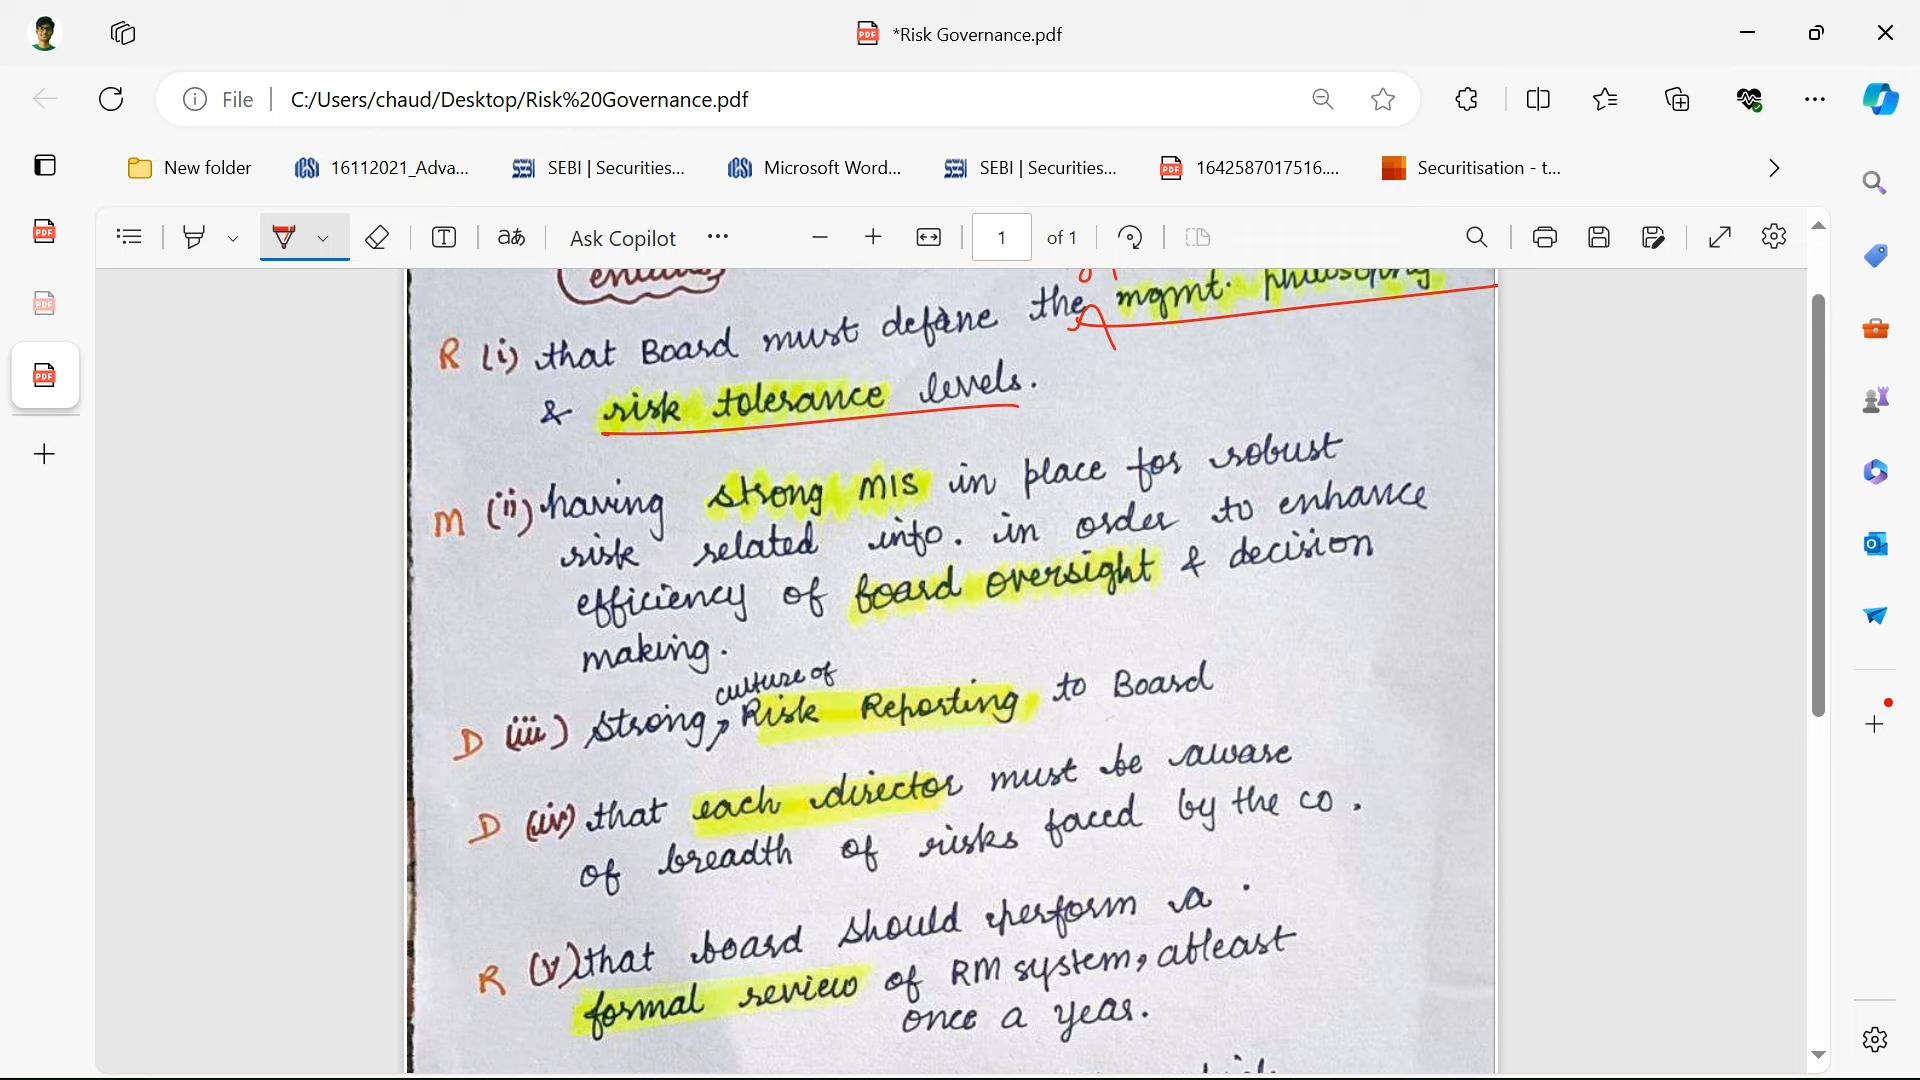 *Risk Governance.pdf
File C:/Users/chaud/Desktop/Risk%20Governance.pdf
New folder 16112021_Adva... SEBI | Securities... Microsoft Word... SEBI | Securities... 1642587017516.... Securitisation - t...
Ask Copilot 1 of 1
(entails)
R (i) that Board must define the mgmt. philosophy
& risk tolerance levels.
M (ii) having strong MIS in place for robust
risk related info. in order to enhance
efficiency of board oversight & decision
making.
culture of
D (iii) strong, Risk Reporting to Board
D (iv) that each director must be aware
of breadth of risks faced by the co.
R (v) that board should perform a
formal review of RM system, atleast
once a year.